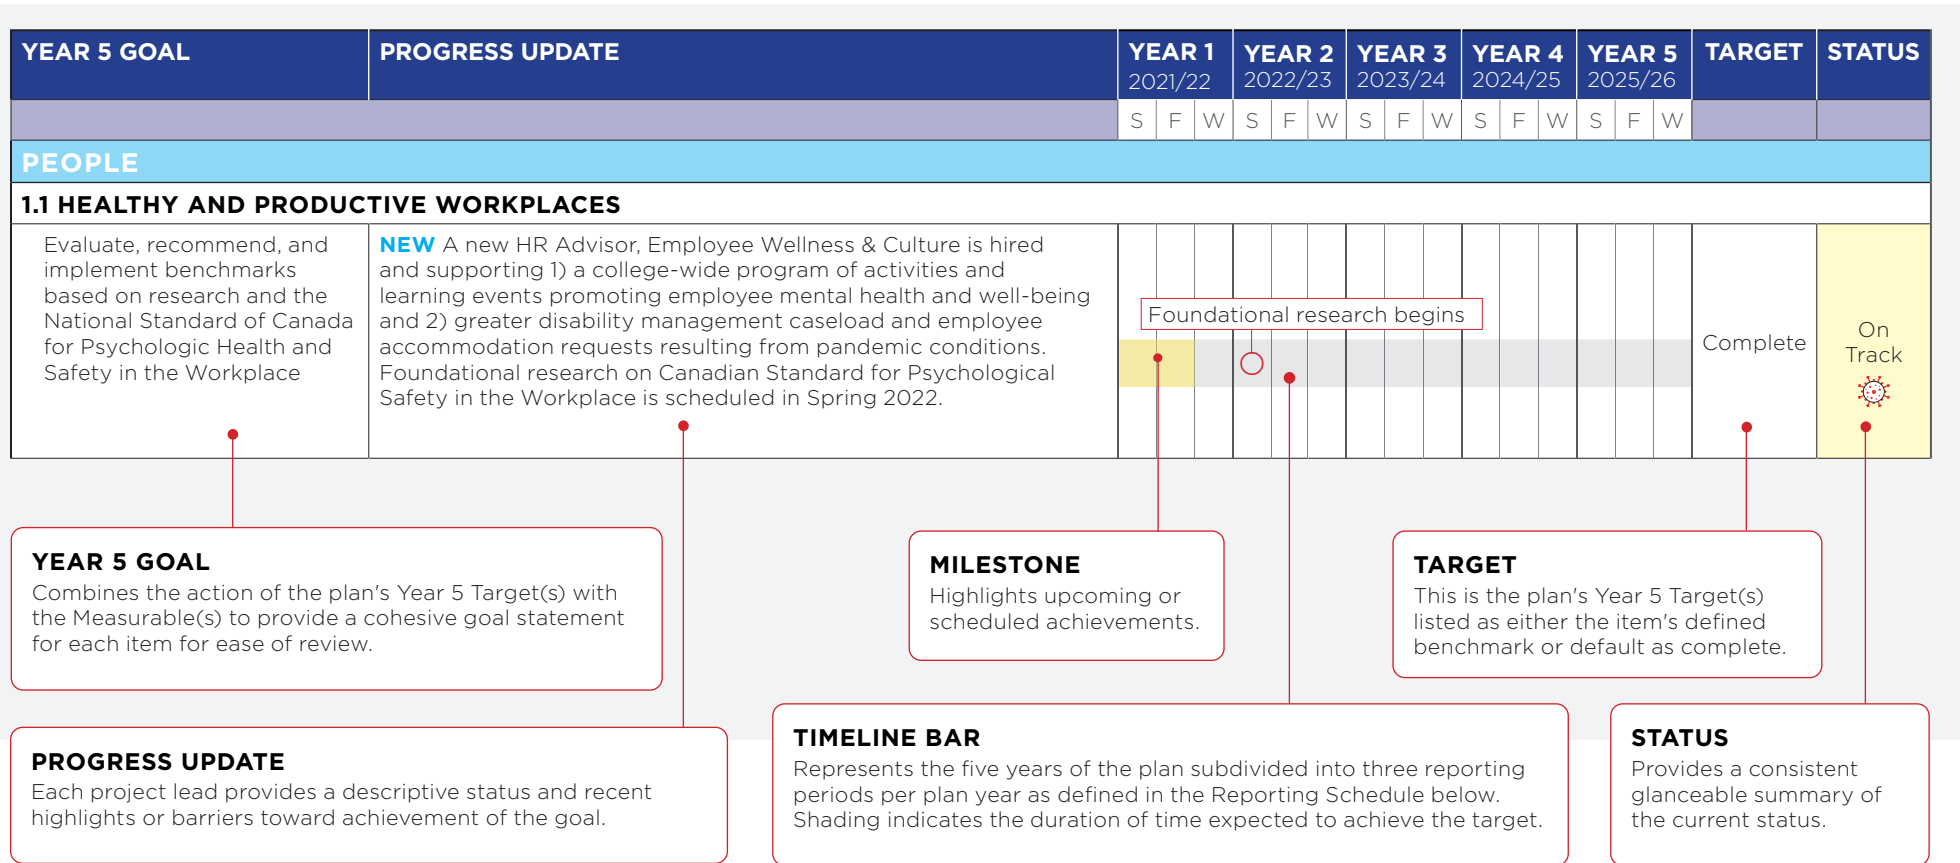 YEAR 5 GOAL
PROGRESS UPDATE
YEAR 1
2021/22
YEAR 2
2022/23
YEAR 3
2023/24
YEAR 4
2024/25
YEAR 5
2025/26
TARGET
STATUS
S F W S F W S F W S F W S F W
PEOPLE
1.1 HEALTHY AND PRODUCTIVE WORKPLACES
Evaluate, recommend, and
implement benchmarks
based on research and the
National Standard of Canada
for Psychologic Health and
Safety in the Workplace
NEW A new HR Advisor, Employee Wellness & Culture is hired
and supporting 1) a college-wide program of activities and
learning events promoting employee mental health and well-being
and 2) greater disability management caseload and employee
accommodation requests resulting from pandemic conditions.
Foundational research on Canadian Standard for Psychological
Safety in the Workplace is scheduled in Spring 2022.
Foundational research begins
Complete
On
Track
YEAR 5 GOAL
Combines the action of the plan's Year 5 Target(s) with
the Measurable(s) to provide a cohesive goal statement
for each item for ease of review.
MILESTONE
Highlights upcoming or
scheduled achievements.
TARGET
This is the plan's Year 5 Target(s)
listed as either the item's defined
benchmark or default as complete.
PROGRESS UPDATE
Each project lead provides a descriptive status and recent
highlights or barriers toward achievement of the goal.
TIMELINE BAR
Represents the five years of the plan subdivided into three reporting
periods per plan year as defined in the Reporting Schedule below.
Shading indicates the duration of time expected to achieve the target.
STATUS
Provides a consistent
glanceable summary of
the current status.